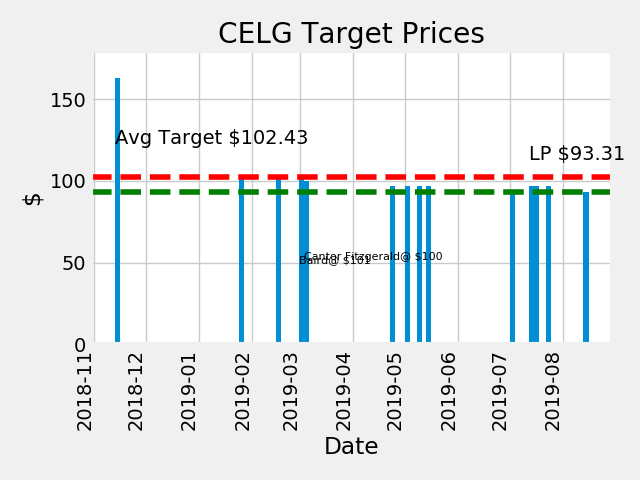 CELG Target Prices
150
Avg Target $102.43
LP $93.31
100
$
Cantor Fitzgerald@ $100
Baird@ $101
50
0
2018-11
2018-12
2019-01
2019-02
2019-03
2019-04
2019-05
2019-06
2019-07
2019-08
Date